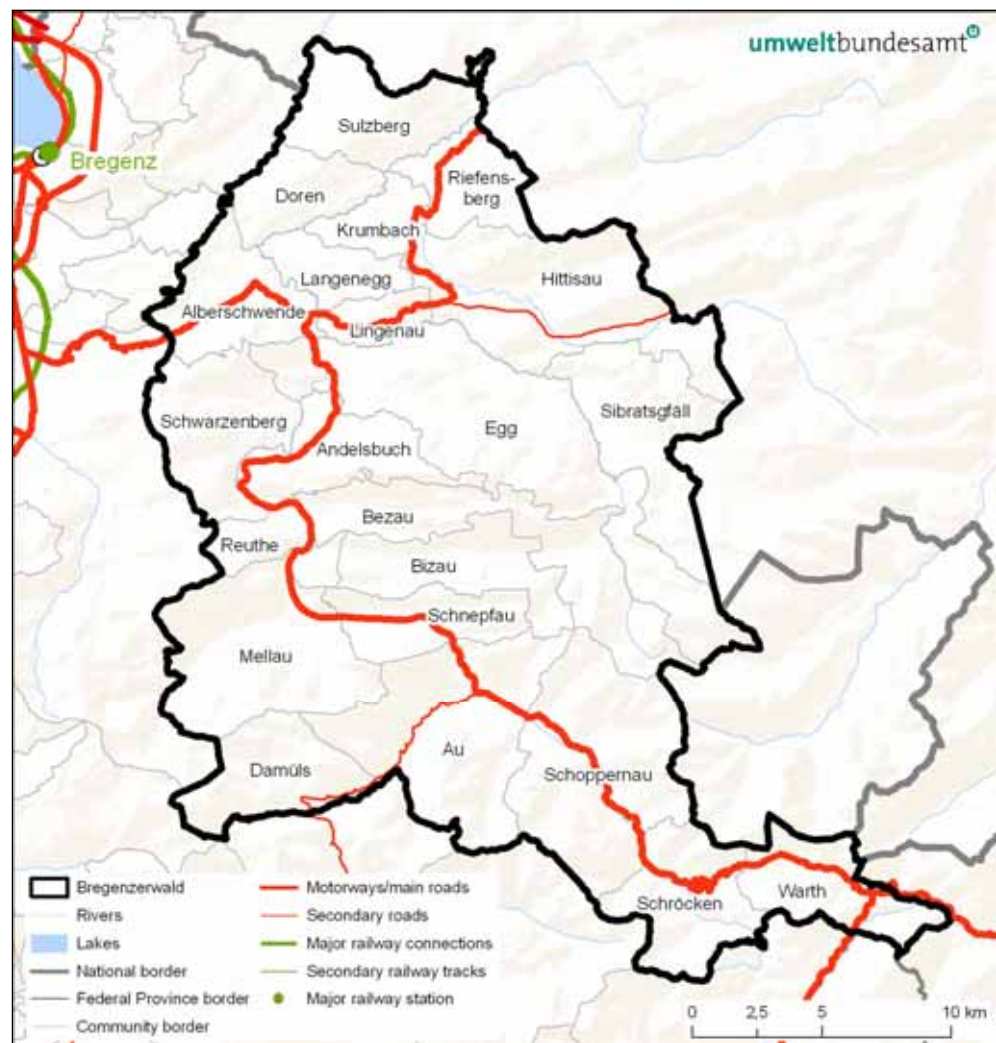 umweltbundesamt
Bregenz
Sulzberg
Riefens-
berg
Doren
Krumbach
Langenegg
Hittisau
Alberschwende
Lingenau
Schwarzenberg
Sibratsgfäll
Egg
Andelsbuch
Bezau
Reuthe
Bizau
Schnepfau
Mellau
Au
Damüls
Schoppernau
Schröcken
Warth
Bregenzerwald
Rivers
Lakes
National border
Federal Province border
Community border
Motorways/main roads
Secondary roads
Major railway connections
Secondary railway tracks
Major railway station
0 2,5 5 10 km